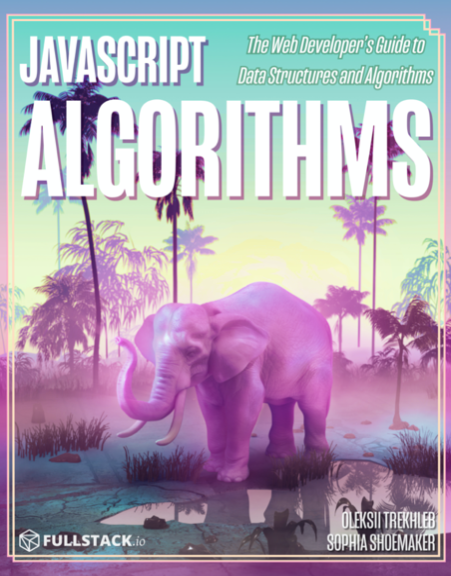 JAVASCRIPT
The Web Developer's Guide to
Data Structures and Algorithms
ALGORITHMS
OLEKSII TREKHLEB
SOPHIA SHOEMAKER
FULLSTACK.io